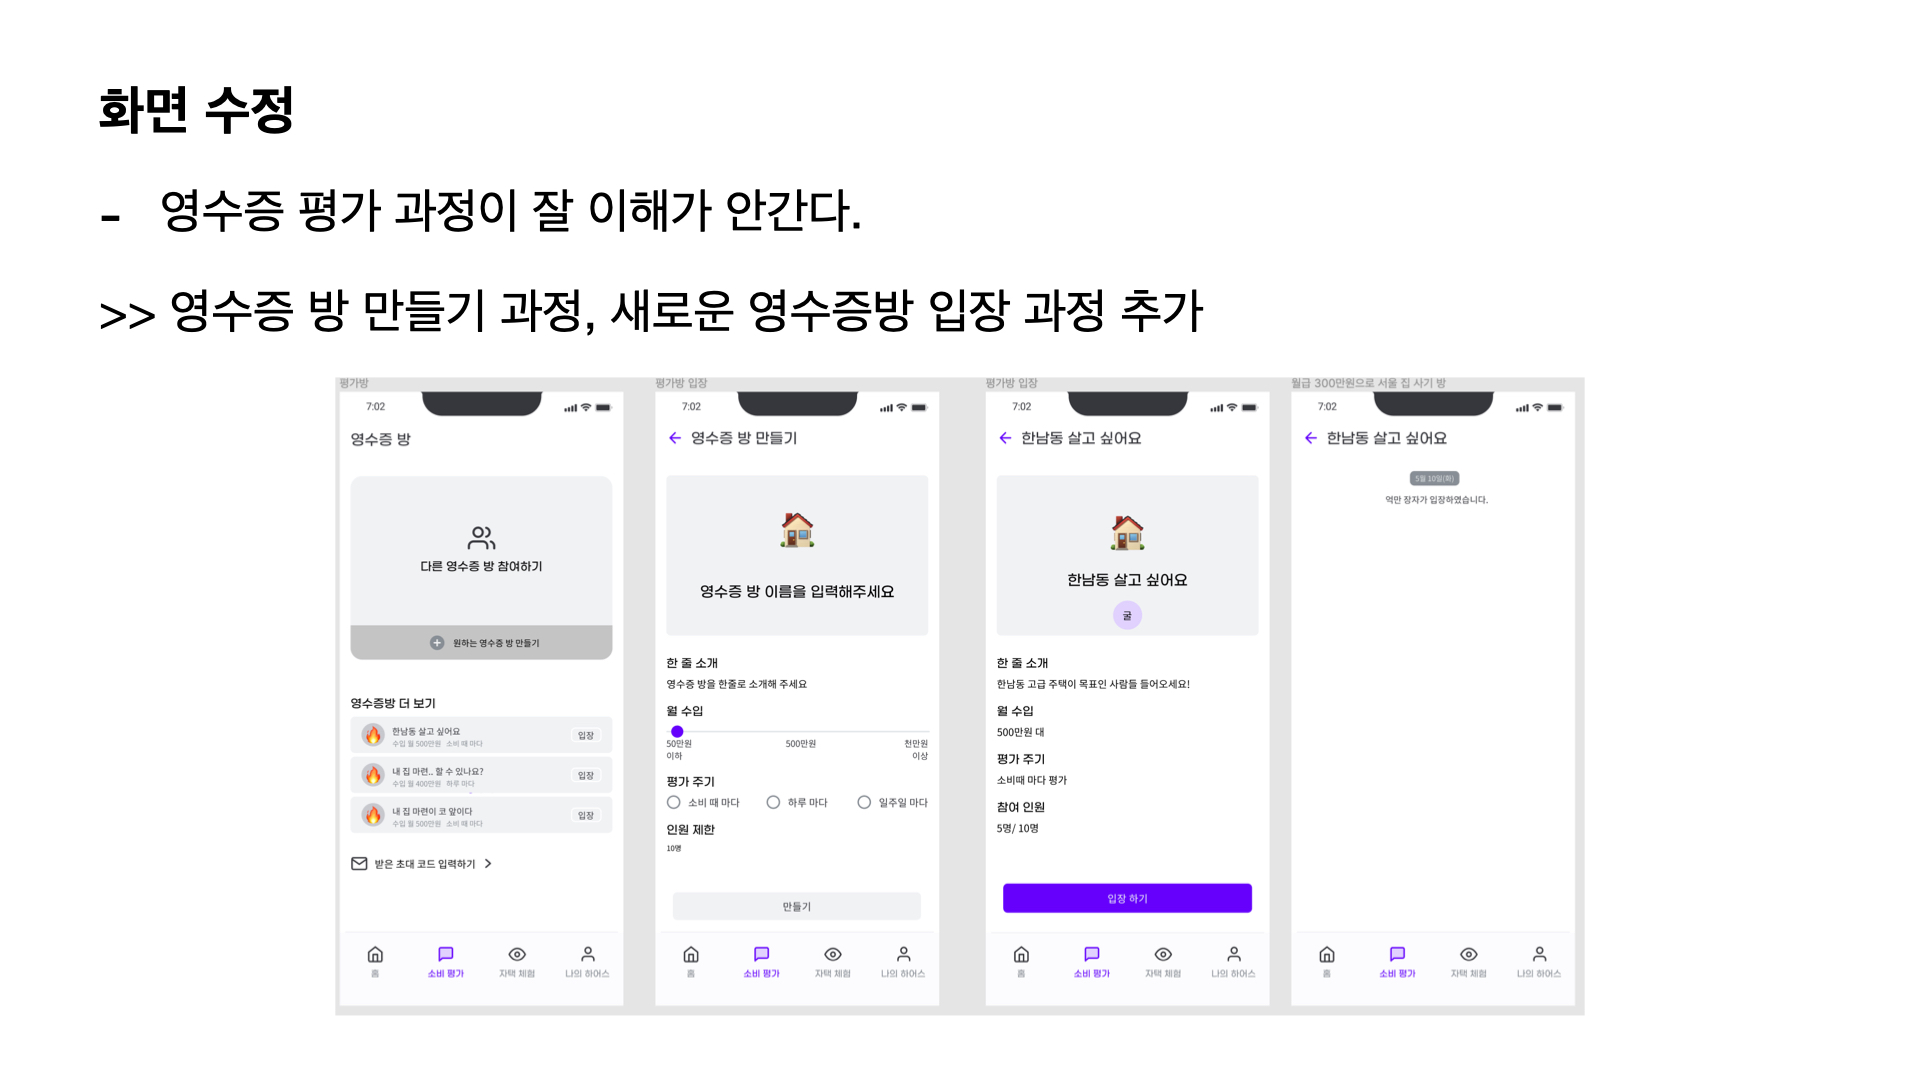 화면 수정
- 영수증 평가 과정이 잘 이해가 안간다.
>> 영수증 방 만들기 과정, 새로운 영수증방 입장 과정 추가
평가방
7:02
영수증 방
다른 영수증 방 참여하기
원하는 영수증 방 만들기
영수증방 더 보기
한남동 살고 싶어요
수입 월 500만원 소비 때 마다
입장
내 집 마련.. 할 수 있나요?
수입 월 400만원 하루 마다
입장
내 집 마련이 코 앞이다
수입 월 500만원 소비 때 마다
입장
받은 초대 코드 입력하기
홈
소비 평가
자택 체험
나의 하어스
평가방 입장
7:02
영수증 방 만들기
영수증 방 이름을 입력해주세요
한 줄 소개
영수증 방을 한줄로 소개해 주세요
월 수입
50만원 이하
500만원
천만원 이상
평가 주기
소비 때 마다
하루 마다
일주일 마다
인원 제한
10명
만들기
홈
소비 평가
자택 체험
나의 하어스
평가방 입장
7:02
한남동 살고 싶어요
한남동 살고 싶어요
굴
한 줄 소개
한남동 고급 주택이 목표인 사람들 들어오세요!
월 수입
500만원 대
평가 주기
소비때 마다 평가
참여 인원
5명/ 10명
입장 하기
홈
소비 평가
자택 체험
나의 하어스
월급 300만원으로 서울 집 사기 방
7:02
한남동 살고 싶어요
5월 10일(화)
억만 장자가 입장하였습니다.
홈
소비 평가
자택 체험
나의 하어스